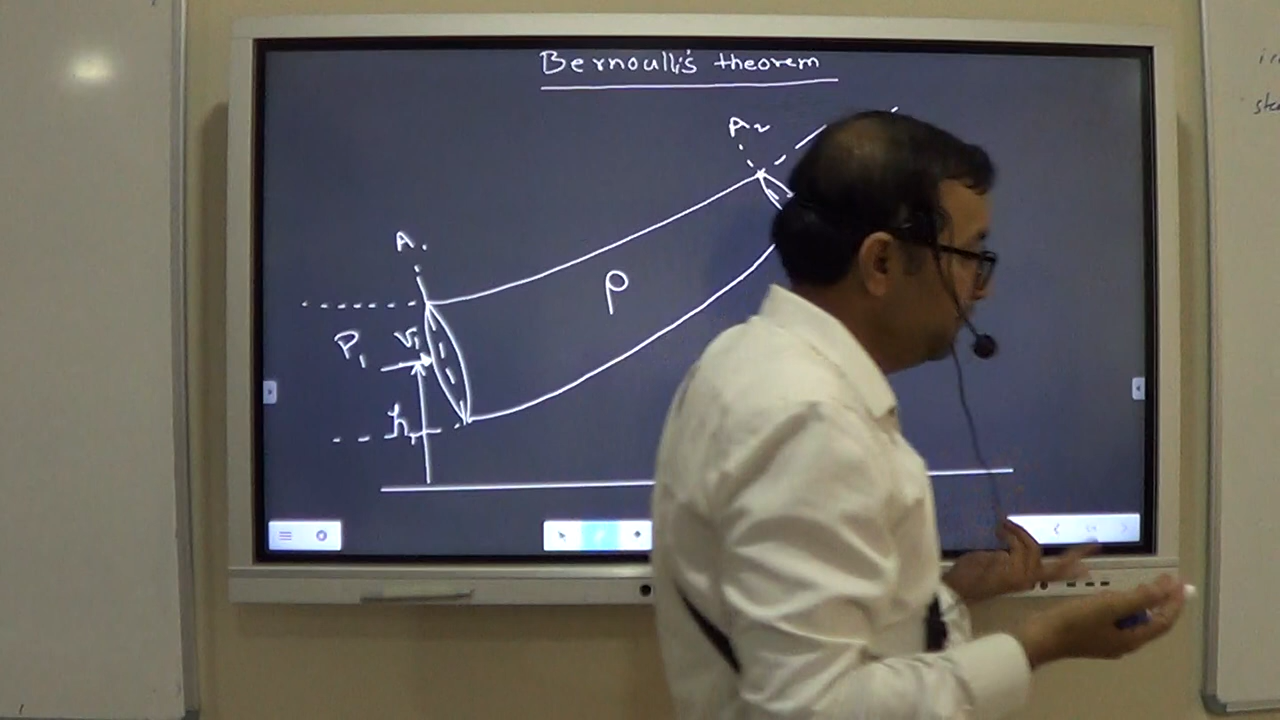 Bernoulli's theorem
A2
A1
ρ
P1
v1
h1